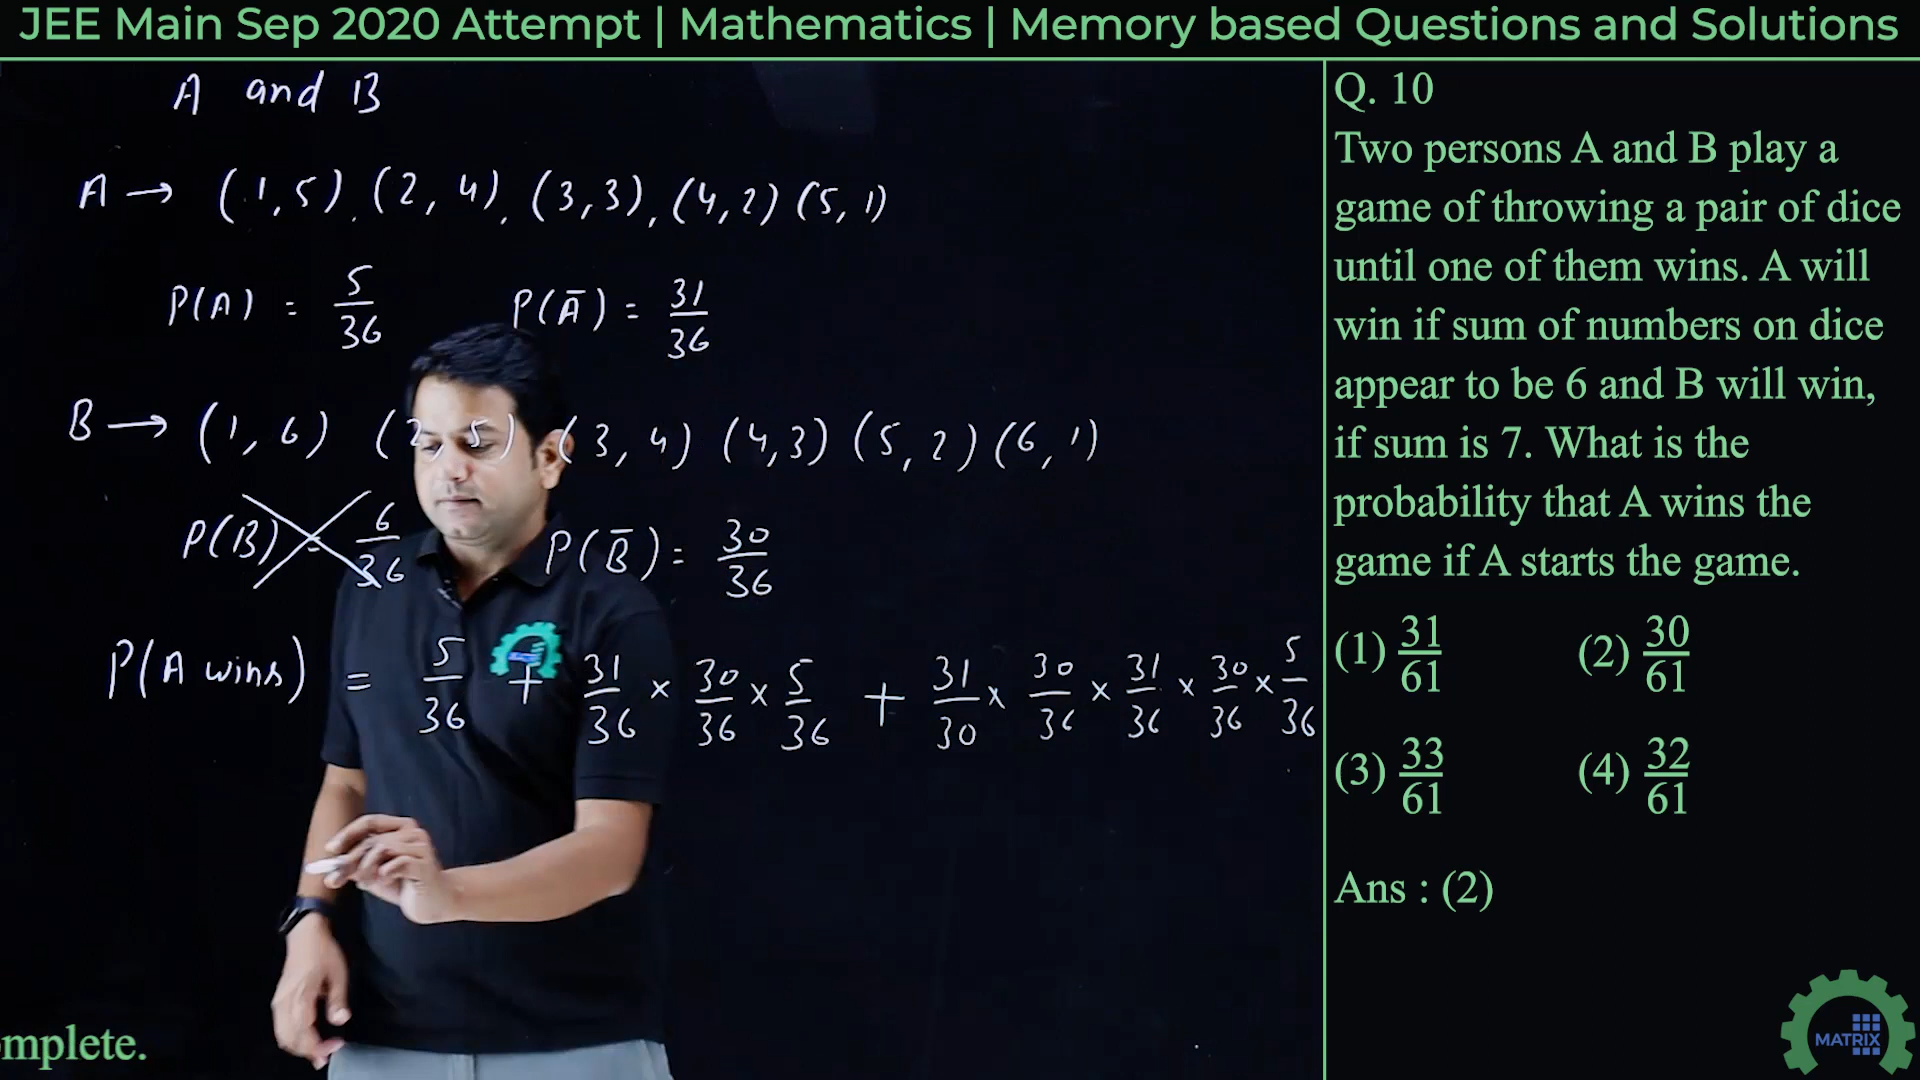 JEE Main Sep 2020 Attempt | Mathematics | Memory based Questions and Solutions
A and B
A → (1,5), (2,4), (3,3), (4,2) (5,1)
P(A) = 5/36 P(Ā) = 31/36
B → (1,6) (2,5) (3,4) (4,3) (5,2) (6,1)
P(B) = 6/36 P(B̄) = 30/36
P(A wins) = 5/36 + 31/36 × 30/36 × 5/36 + 31/30 × 30/36 × 31/36 × 30/36 × 5/36
Q. 10
Two persons A and B play a
game of throwing a pair of dice
until one of them wins. A will
win if sum of numbers on dice
appear to be 6 and B will win,
if sum is 7. What is the
probability that A wins the
game if A starts the game.
(1) 31/61 (2) 30/61
(3) 33/61 (4) 32/61
Ans : (2)
mplete.
MATRIX